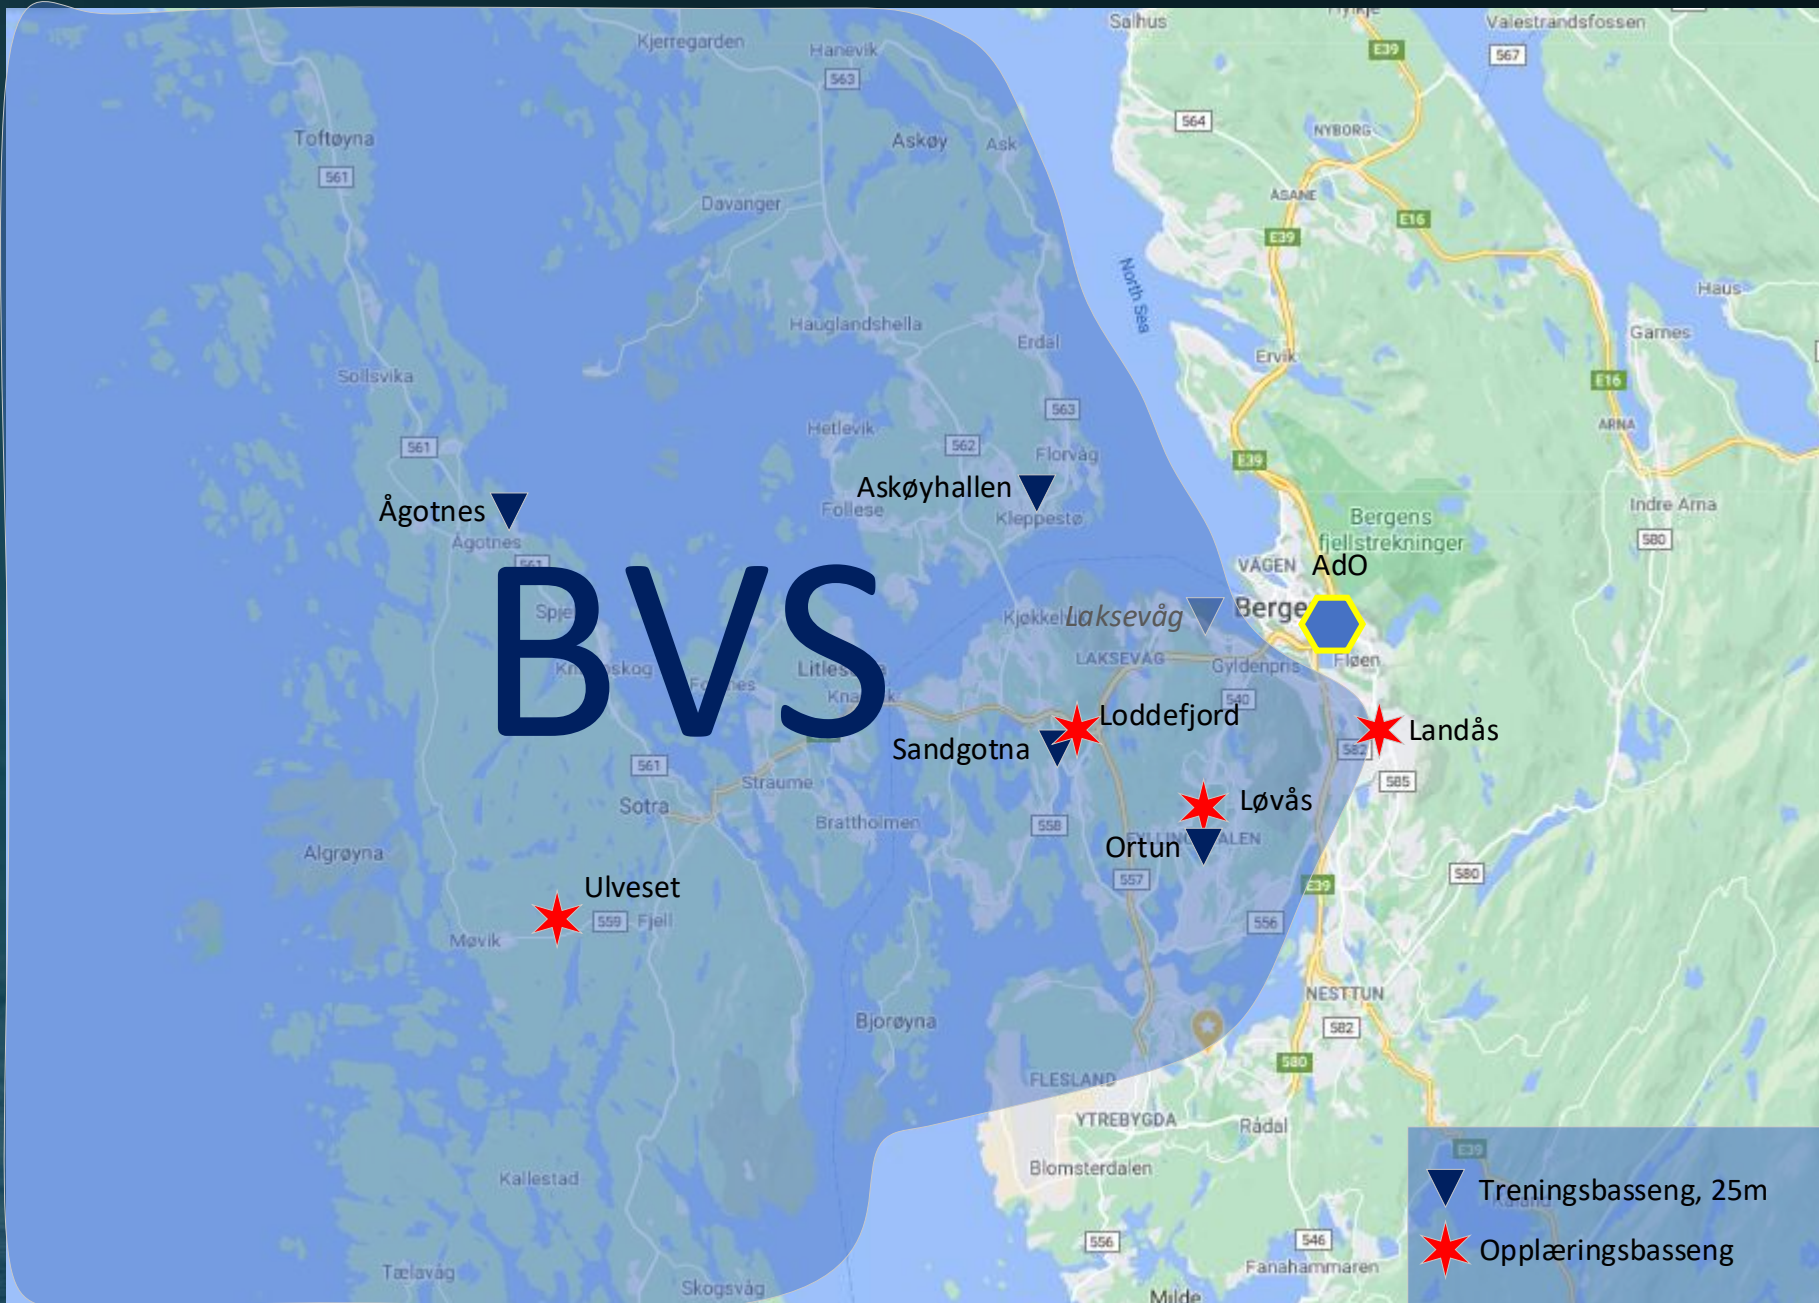 Salhus
Valestrandsfossen
Kjerregarden
Hanevik
E39
567
563
564
NYBORG
Toftøyna
Askøy
Ask
561
Davanger
ÅSANE
E16
E39
North Sea
Haus
Hauglandshella
Erdal
Garnes
Ervik
Sollsvika
E16
563
Hetlevik
562
Florvåg
ARNA
561
E39
Ågotnes
Askøyhallen
Follese
Kleppestø
Indre Arna
Bergens
fjellstrekninger
580
Ågotnes
561
VÅGEN
AdO
BVS
Laksevåg
LAKSEVÅG
Gyldenpris
Fløen
540
Loddefjord
Sandgotna
Landås
582
561
Straume
585
Sotra
Løvås
Brattholmen
558
Ortun
Algrøyna
557
E39
580
Ulveset
559
Fjell
556
Møvik
NESTTUN
Bjorøyna
582
580
FLESLAND
YTREBYGDA
Rådal
E39
Blomsterdalen
Kallestad
Treningsbasseng, 25m
556
546
Opplæringsbasseng
Tælavåg
Fanahammaren
Skogsvåg
Milde